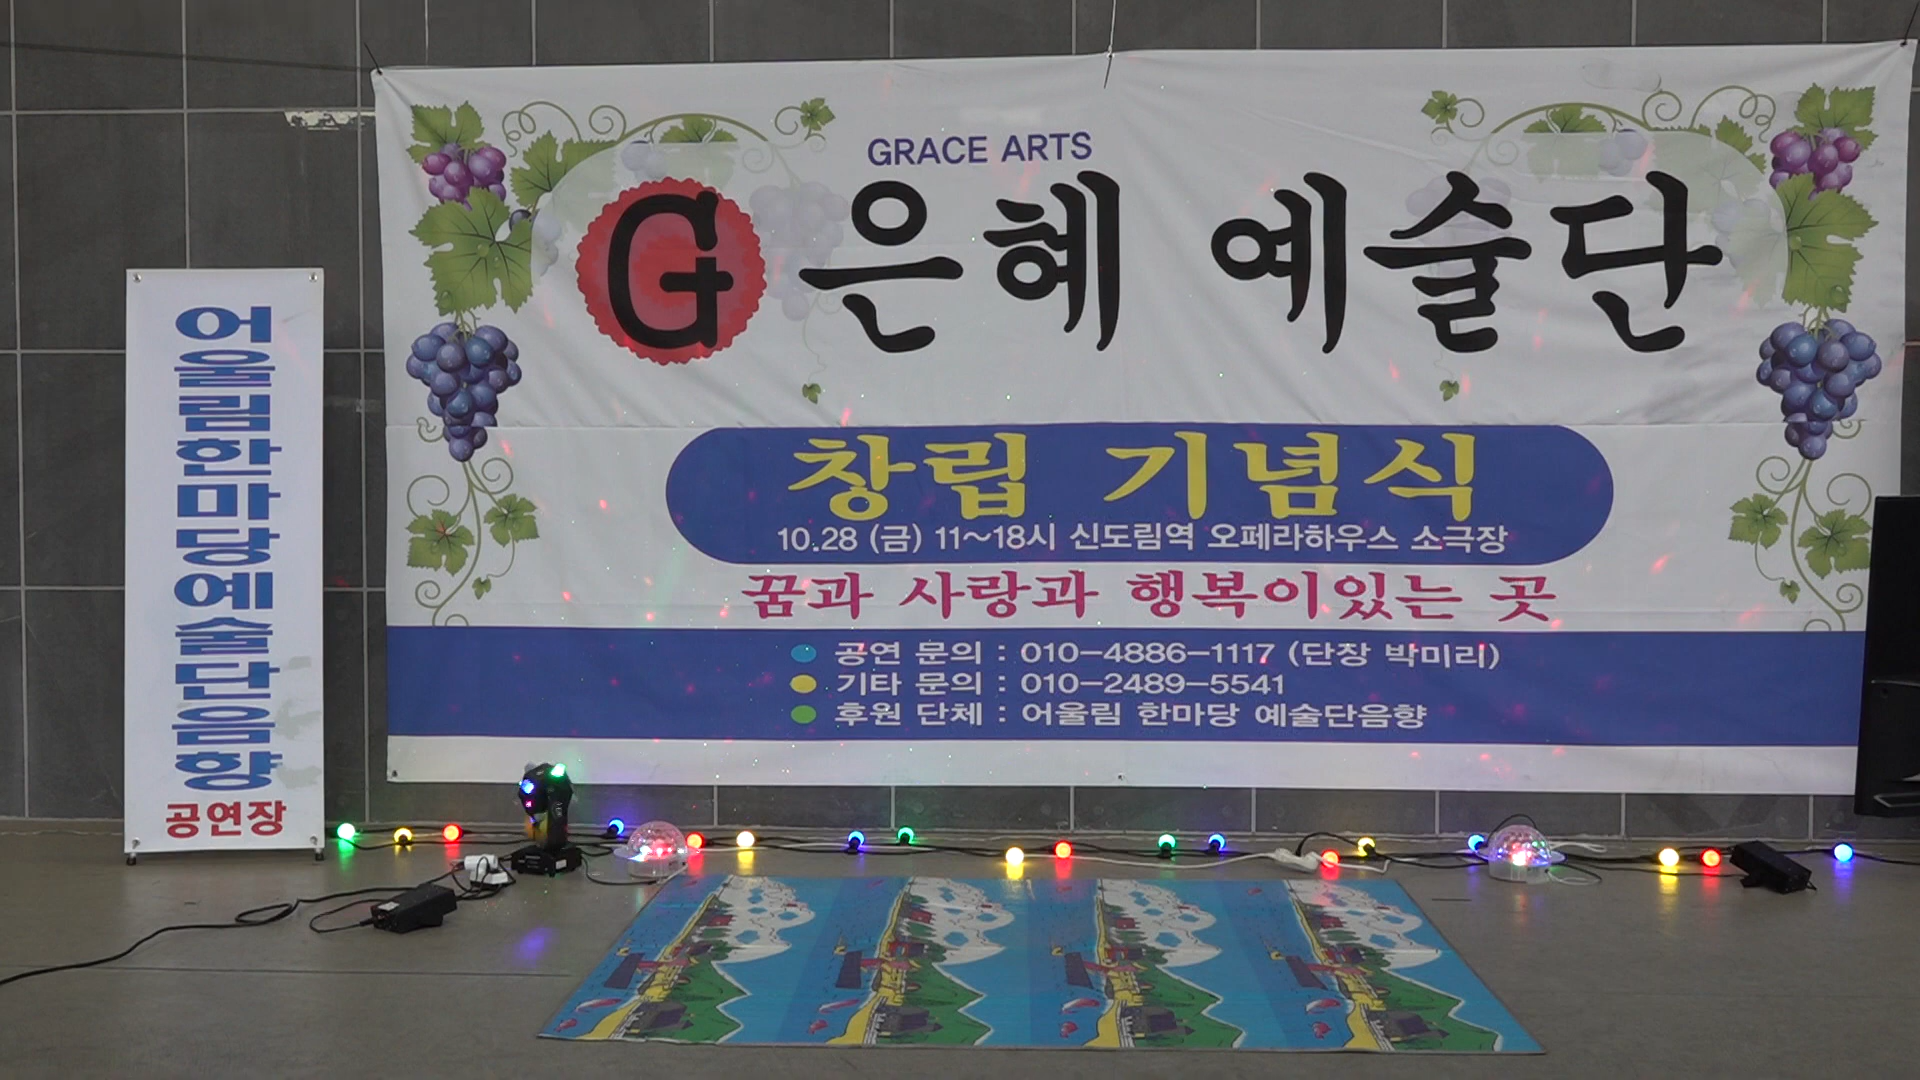 어울림한마당예술단음향
공연장
GRACE ARTS
G 은혜 예술단
창립 기념식
10.28 (금) 11~18시 신도림역 오페라하우스 소극장
꿈과 사랑과 행복이있는 곳
공연 문의 : 010-4886-1117 (단장 박미리)
기타 문의 : 010-2489-5541
후원 단체 : 어울림 한마당 예술단음향